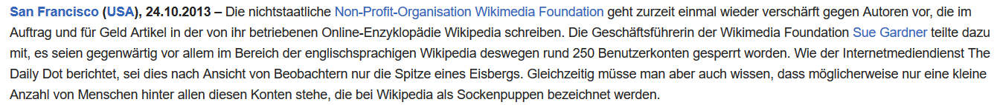 San Francisco (USA), 24.10.2013 – Die nichtstaatliche Non-Profit-Organisation Wikimedia Foundation geht zurzeit einmal wieder verschärft gegen Autoren vor, die im
Auftrag und für Geld Artikel in der von ihr betriebenen Online-Enzyklopädie Wikipedia schreiben. Die Geschäftsführerin der Wikimedia Foundation Sue Gardner teilte dazu
mit, es seien gegenwärtig vor allem im Bereich der englischsprachigen Wikipedia deswegen rund 250 Benutzerkonten gesperrt worden. Wie der Internetmediendienst The
Daily Dot berichtet, sei dies nach Ansicht von Beobachtern nur die Spitze eines Eisbergs. Gleichzeitig müsse man aber auch wissen, dass möglicherweise nur eine kleine
Anzahl von Menschen hinter allen diesen Konten stehe, die bei Wikipedia als Sockenpuppen bezeichnet werden.